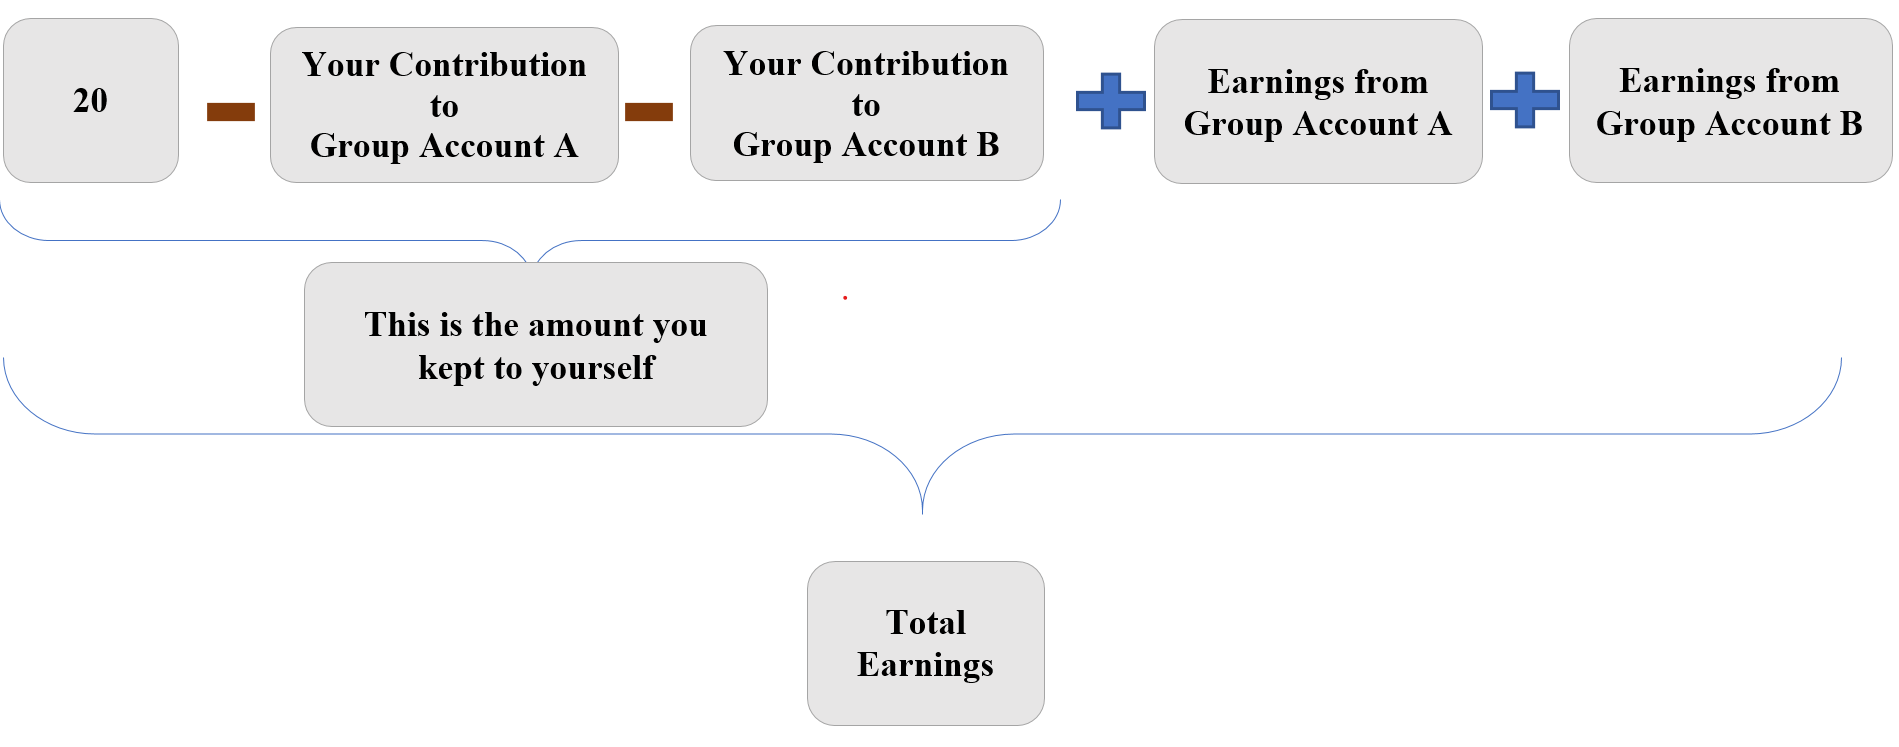 20
Your Contribution
to
Group Account A
Your Contribution
to
Group Account B
Earnings from
Group Account A
Earnings from
Group Account B
This is the amount you
kept to yourself
Total
Earnings